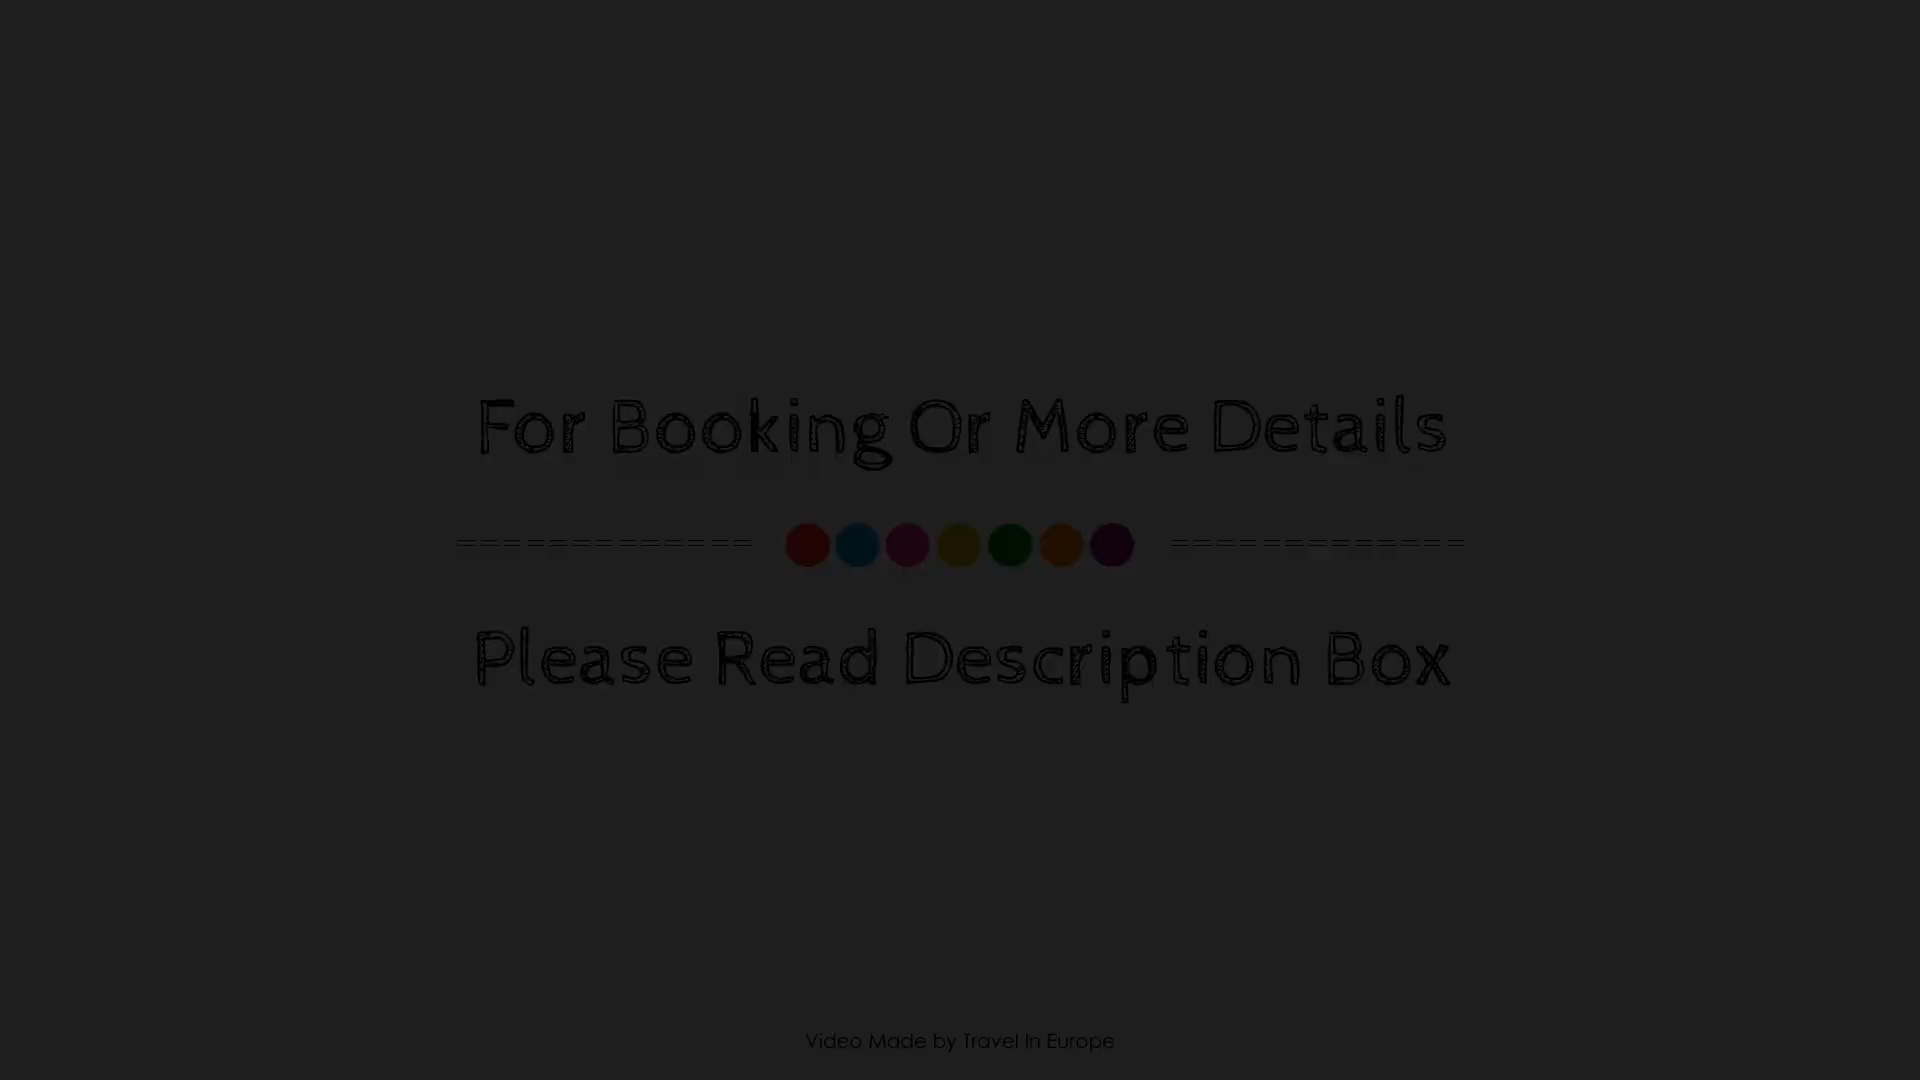 For Booking Or More Details
============= =============
Please Read Description Box
Video Made by Travel In Europe